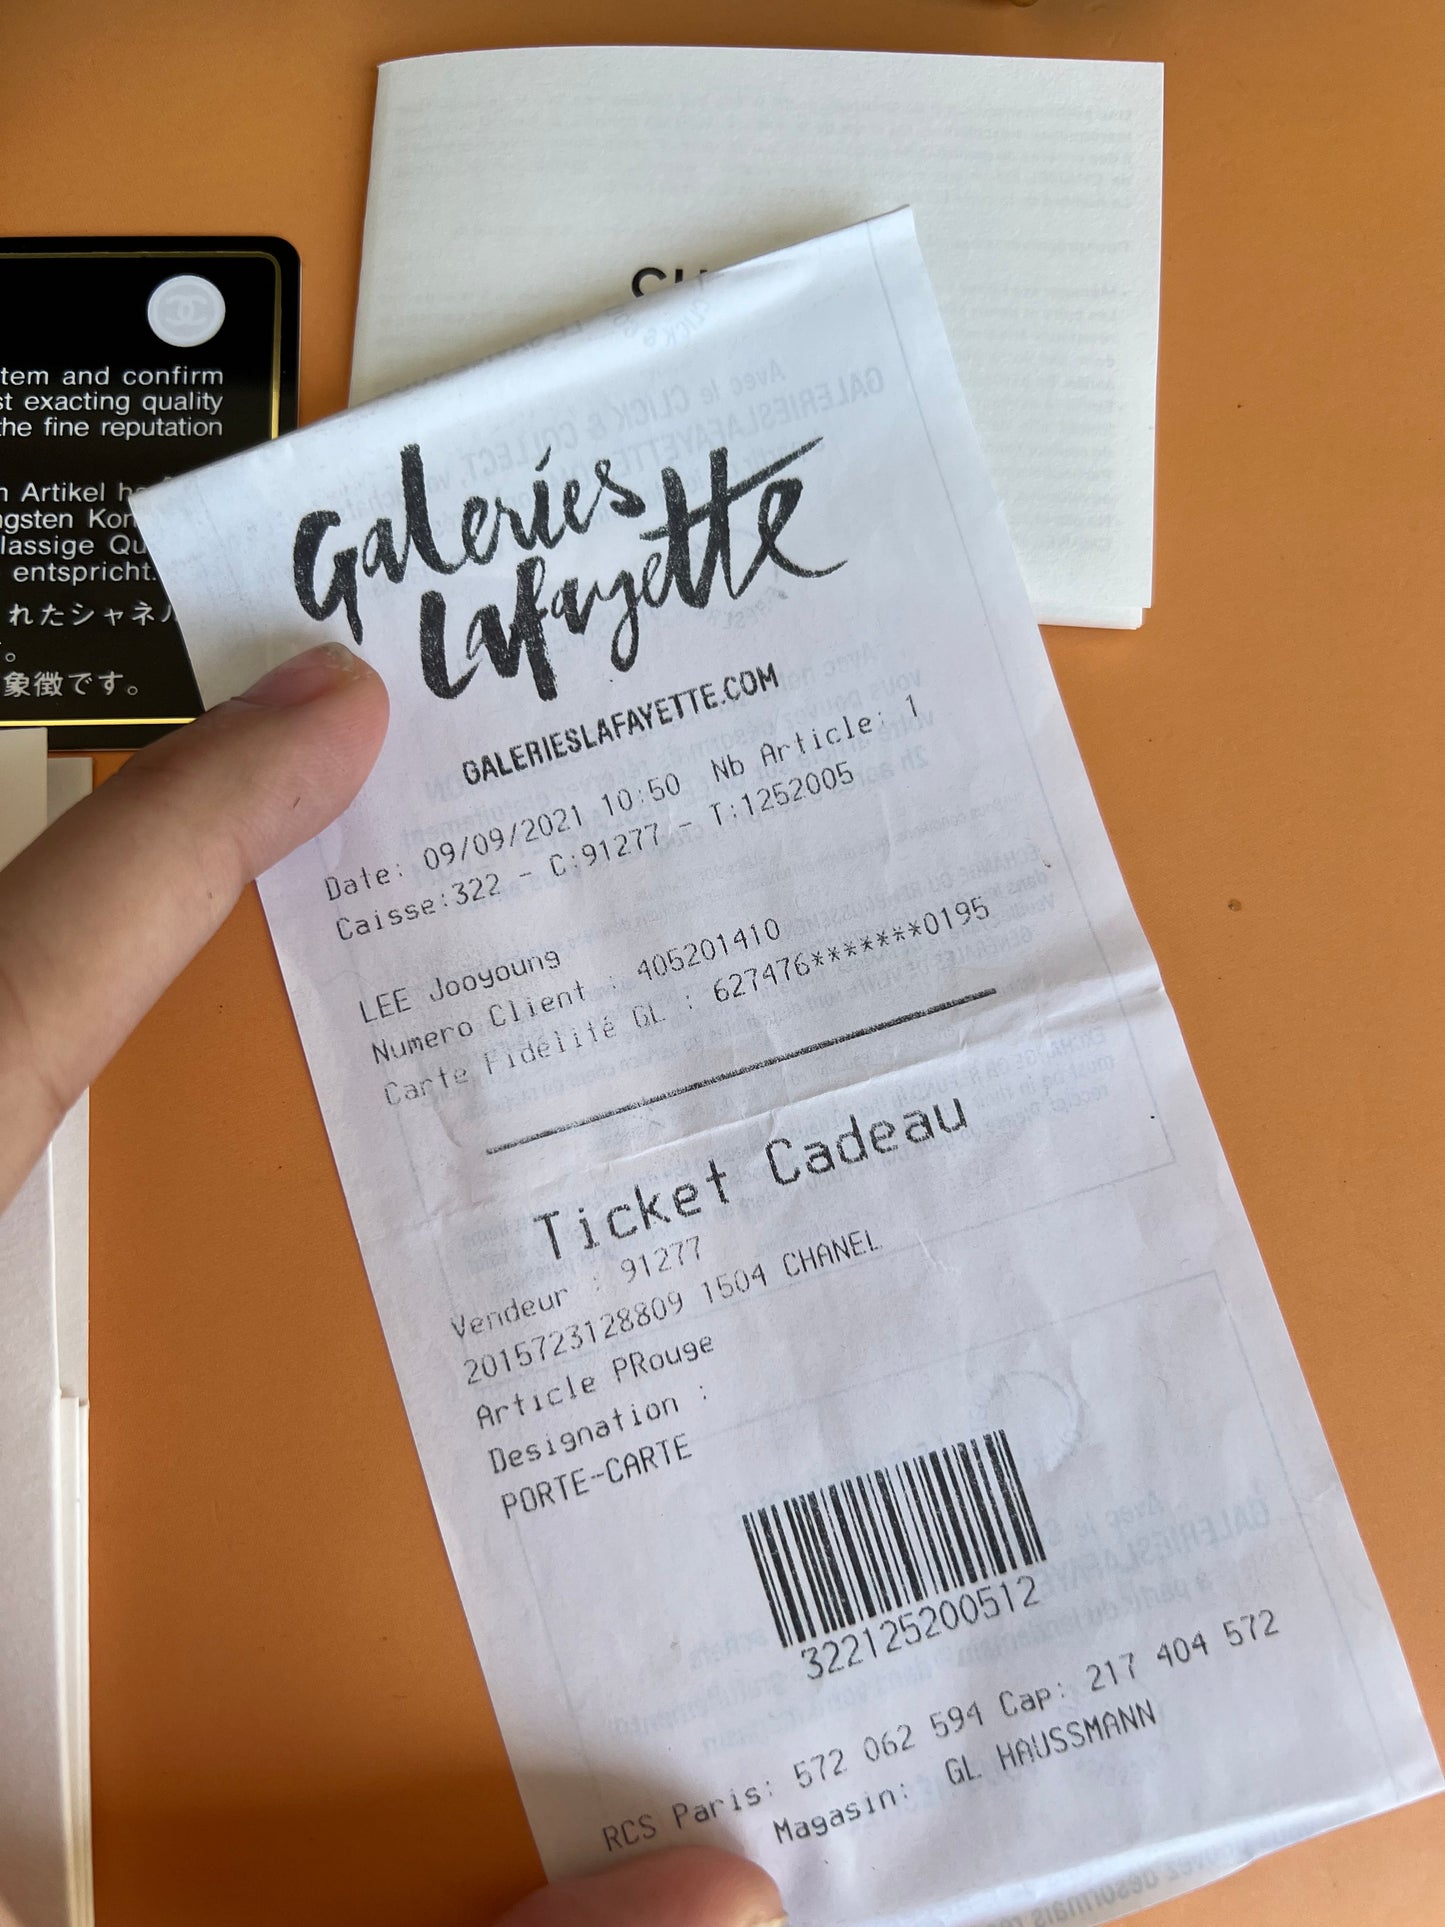 tem and confirm
st exacting quality
the fine reputation
n Artikel
ngsten Kon
lassige Qu
entspricht.
れたシャネル
。
象徴です。
Galeries
Lafayette
GALERIESLAFAYETTE.COM
Date: 09/09/2021 10:50 Nb Article: 1
Caisse:322 - C:91277 - T:1252005
LEE Jooyoung
Numero Client : 405201410
Carte Fidélité GL : 627476*******0195
Ticket Cadeau
Vendeur : 91277
2015723128809 1504 CHANEL
Article PRouge
Designation :
PORTE-CARTE
322125200512
RCS Paris: 572 062 594 Cap: 217 404 572
Magasin: GL HAUSSMANN